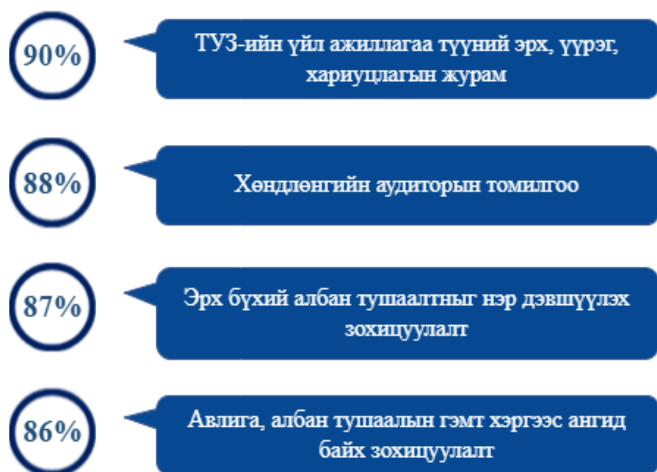 90%
ТУЗ-ийн үйл ажиллагаа түүний эрх, үүрэг,
хариуцлагын журам
88%
Хөндлөнгийн аудиторын томилгоо
87%
Эрх бүхий албан тушаалтныг нэр дэвшүүлэх
зохицуулалт
86%
Авлига, албан тушаалын гэмт хэргээс ангид
байх зохицуулалт